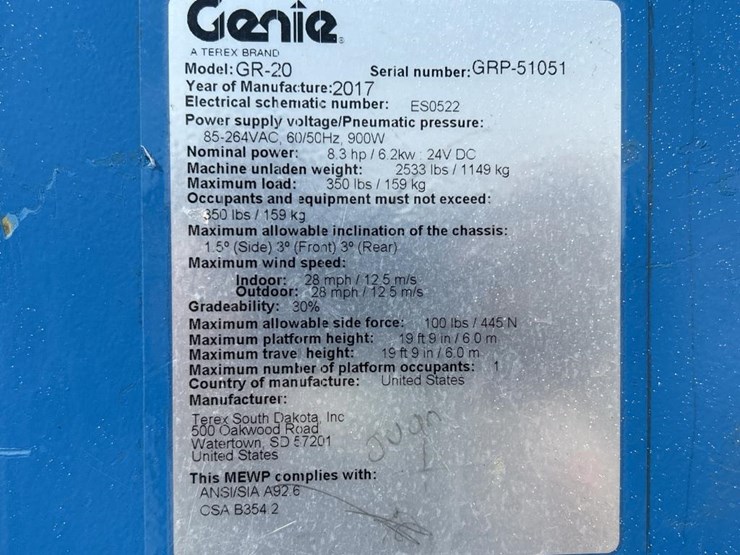 Genie
A TEREX BRAND
Model: GR-20 Serial number: GRP-51051
Year of Manufacture: 2017
Electrical schematic number: ES0522
Power supply voltage/Pneumatic pressure:
85-264VAC, 60/50Hz, 900W
Nominal power: 8.3 hp / 6.2kw 24V DC
Machine unladen weight: 2533 lbs / 1149 kg
Maximum load: 350 lbs / 159 kg
Occupants and equipment must not exceed:
350 lbs / 159 kg
Maximum allowable inclination of the chassis:
1.5° (Side) 3° (Front) 3° (Rear)
Maximum wind speed:
Indoor: 28 mph / 12.5 m/s
Outdoor: 28 mph / 12.5 m/s
Gradeability: 30%
Maximum allowable side force: 100 lbs / 445 N
Maximum platform height: 19 ft 9 in / 6.0 m
Maximum travel height: 19 ft 9 in / 6.0 m
Maximum number of platform occupants: 1
Country of manufacture: United States
Manufacturer:
Terex South Dakota, Inc
500 Oakwood Road
Watertown, SD 57201
United States
This MEWP complies with:
ANSI/SIA A92.6
CSA B354.2